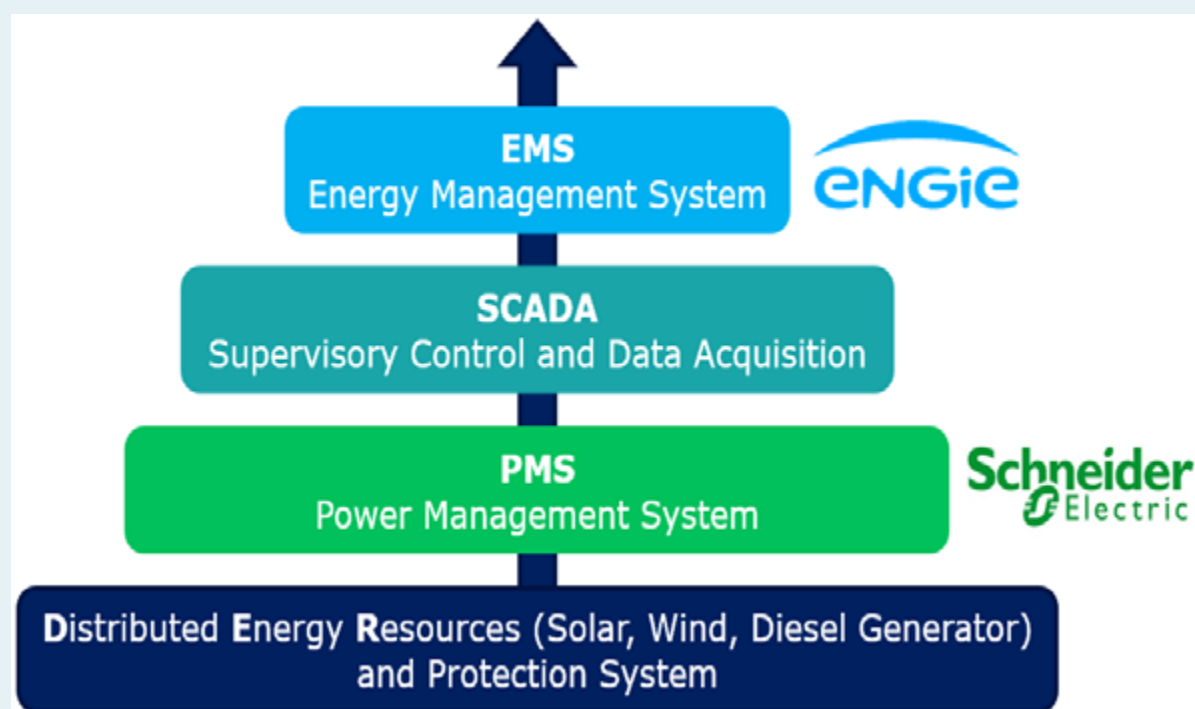 EMS
Energy Management System
ENGIE
SCADA
Supervisory Control and Data Acquisition
PMS
Power Management System
Schneider
Electric
Distributed Energy Resources (Solar, Wind, Diesel Generator)
and Protection System